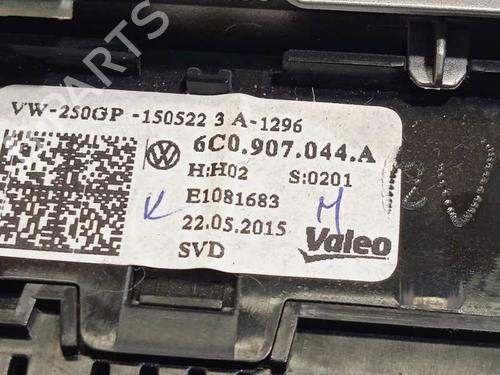 PARTS
VW-250GP -150522 3 A-1296
6C0.907.044.A
H:H02 S:0201
E1081683
22.05.2015
SVD
Valeo